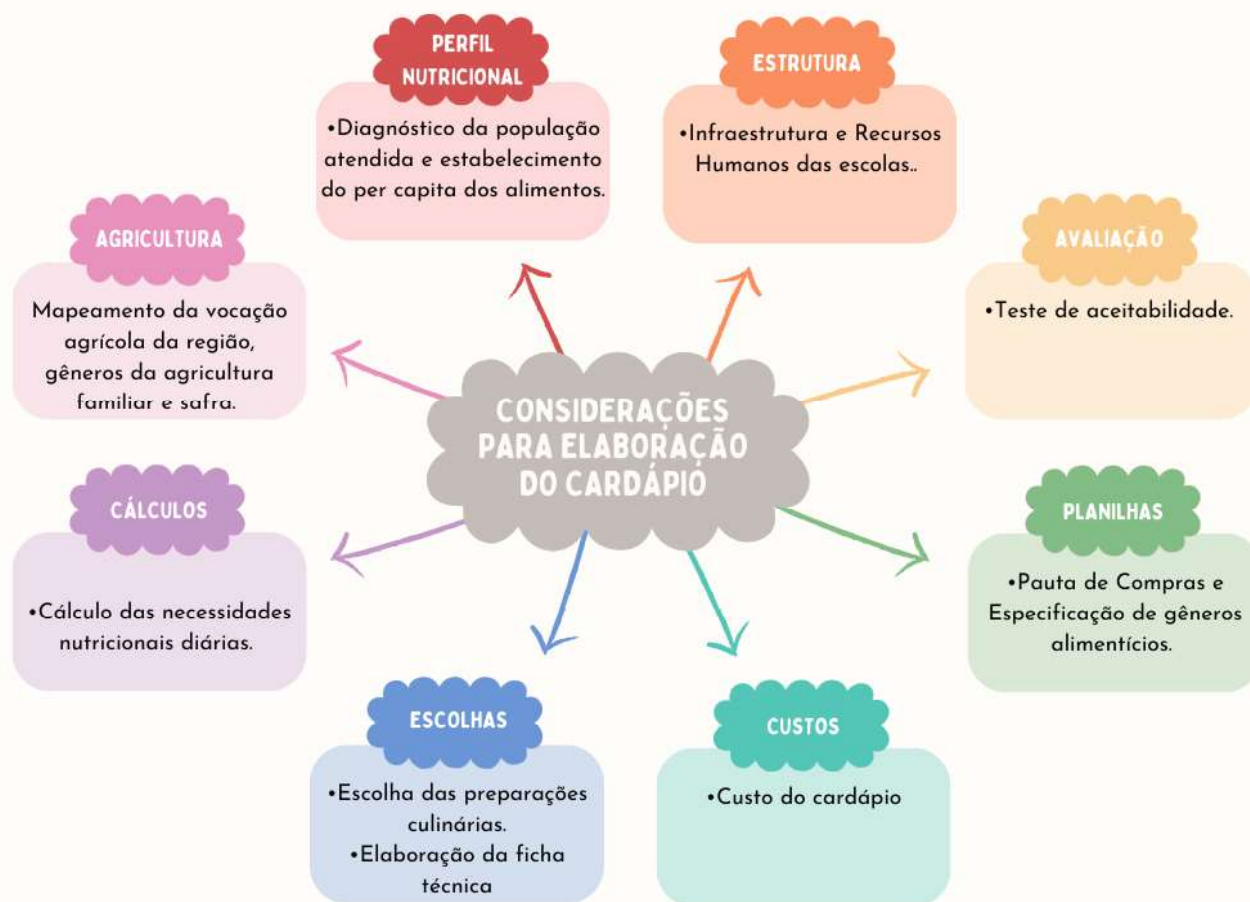 PERFIL
NUTRICIONAL
•Diagnóstico da população
atendida e estabelecimento
do per capita dos alimentos.
ESTRUTURA
•Infraestrutura e Recursos
Humanos das escolas..
AGRICULTURA
Mapeamento da vocação
agrícola da região,
gêneros da agricultura
familiar e safra.
AVALIAÇÃO
•Teste de aceitabilidade.
CONSIDERAÇÕES
PARA ELABORAÇÃO
DO CARDÁPIO
CÁLCULOS
•Cálculo das necessidades
nutricionais diárias.
PLANILHAS
•Pauta de Compras e
Especificação de gêneros
alimentícios.
ESCOLHAS
•Escolha das preparações
culinárias.
•Elaboração da ficha
técnica
CUSTOS
•Custo do cardápio